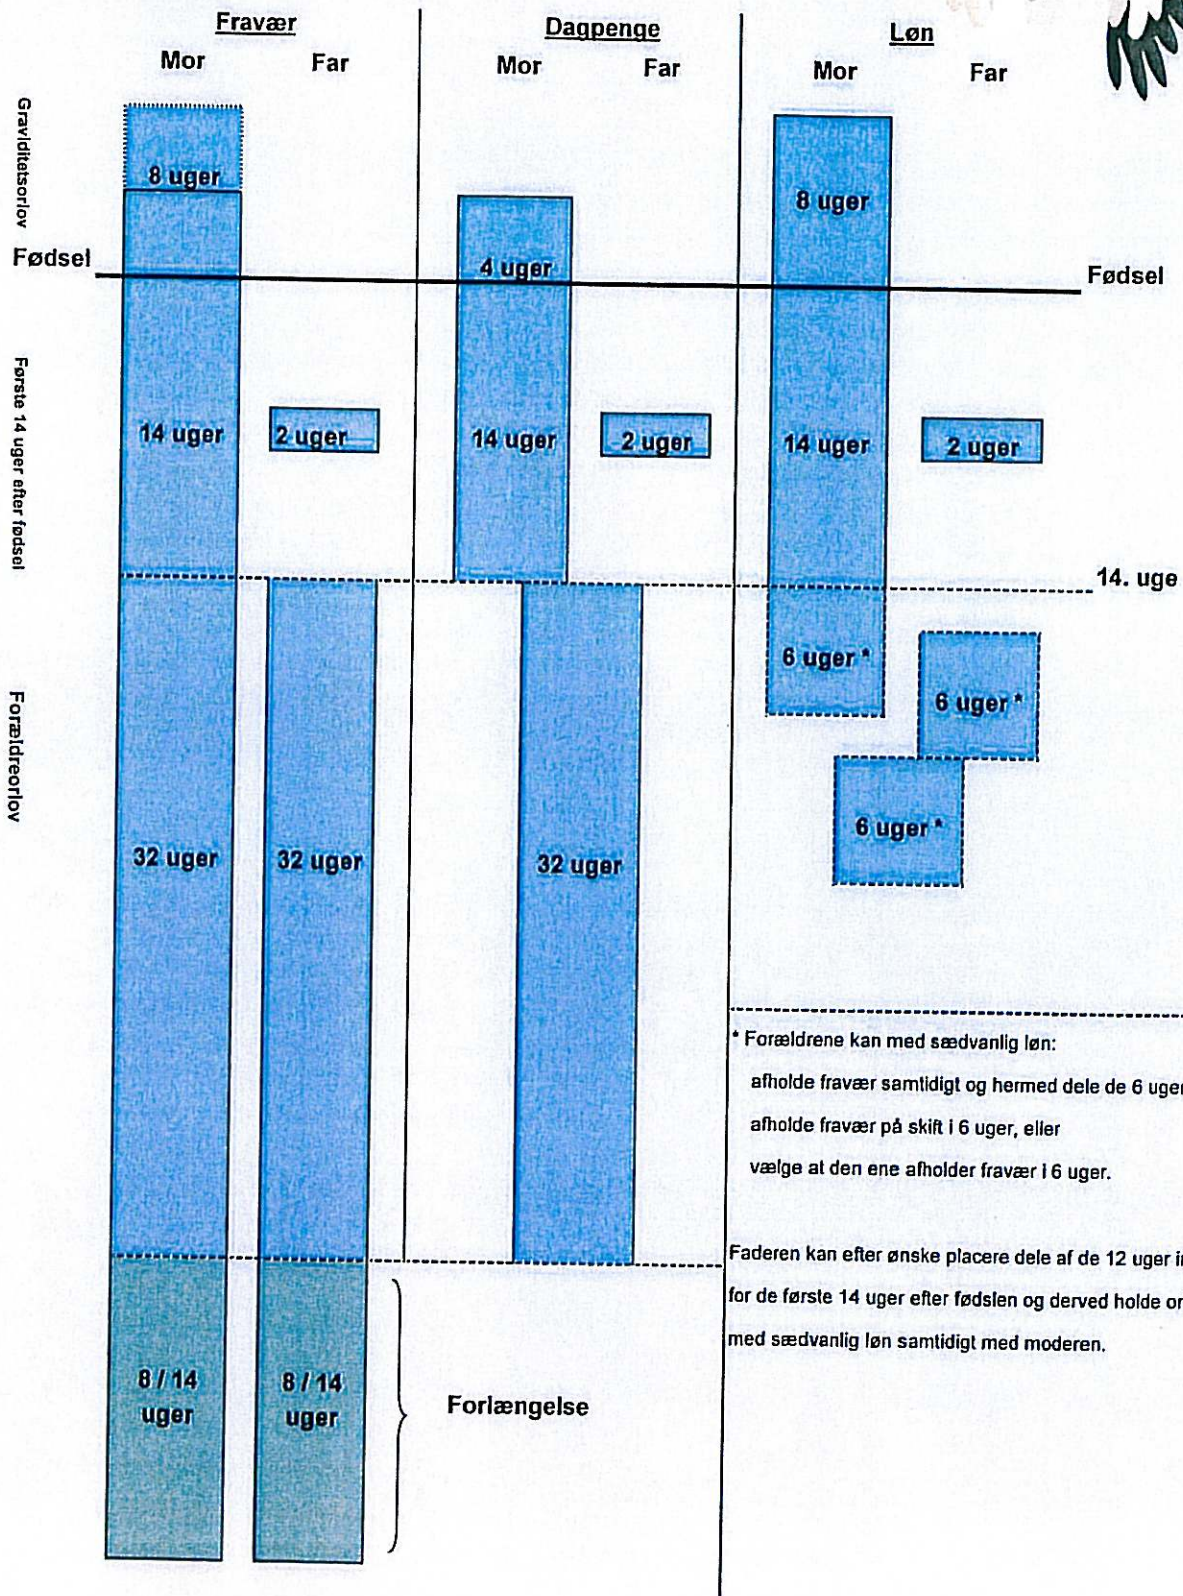 Fravær
Dagpenge
Løn
Mor
Far
Mor
Far
Mor
Far
Graviditetsorlov
8 uger
8 uger
4 uger
Fødsel
Fødsel
Første 14 uger efter fødsel
14 uger
2 uger
14 uger
2 uger
14 uger
2 uger
14. uge
Forældreorlov
6 uger *
6 uger *
6 uger *
32 uger
32 uger
32 uger
* Forældrene kan med sædvanlig løn:
afholde fravær samtidigt og hermed dele de 6 uger
afholde fravær på skift i 6 uger, eller
vælge at den ene afholder fravær i 6 uger.
Faderen kan efter ønske placere dele af de 12 uger
for de første 14 uger efter fødslen og derved holde
med sædvanlig løn samtidigt med moderen.
8 / 14
uger
8 / 14
uger
Forlængelse